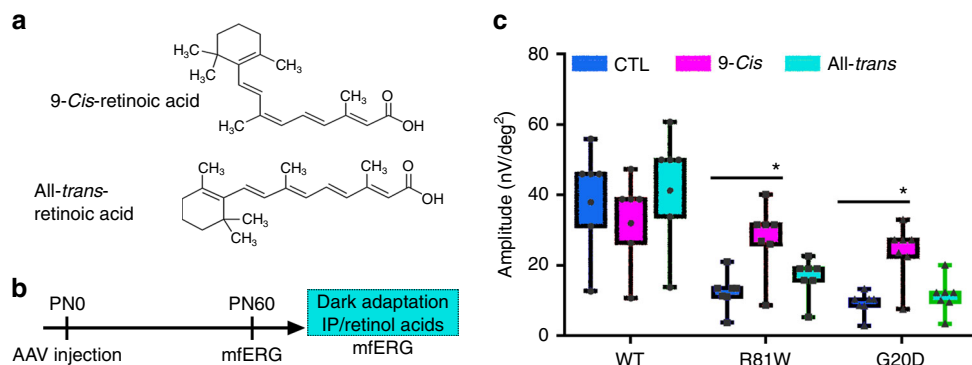 a
H₃C
H₃C
CH₃
CH₃
O
OH
H₃C
9-Cis-retinoic acid
CH₃
CH₃
CH₃
O
OH
H₃C
CH₃
All-trans-
retinoic acid
b
PN0
PN60
Dark adaptation
IP/retinol acids
AAV injection
mfERG
mfERG
c
80
60
40
20
0
Amplitude (nV/deg²)
CTL
9-Cis
All-trans
*
*
WT
R81W
G20D